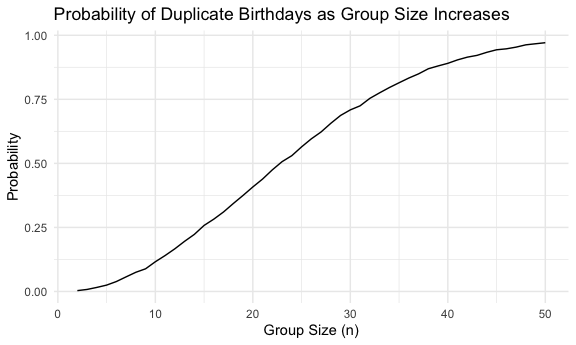 Probability of Duplicate Birthdays as Group Size Increases
1.00
0.75
0.50
0.25
0.00
Probability
0 10 20 30 40 50
Group Size (n)